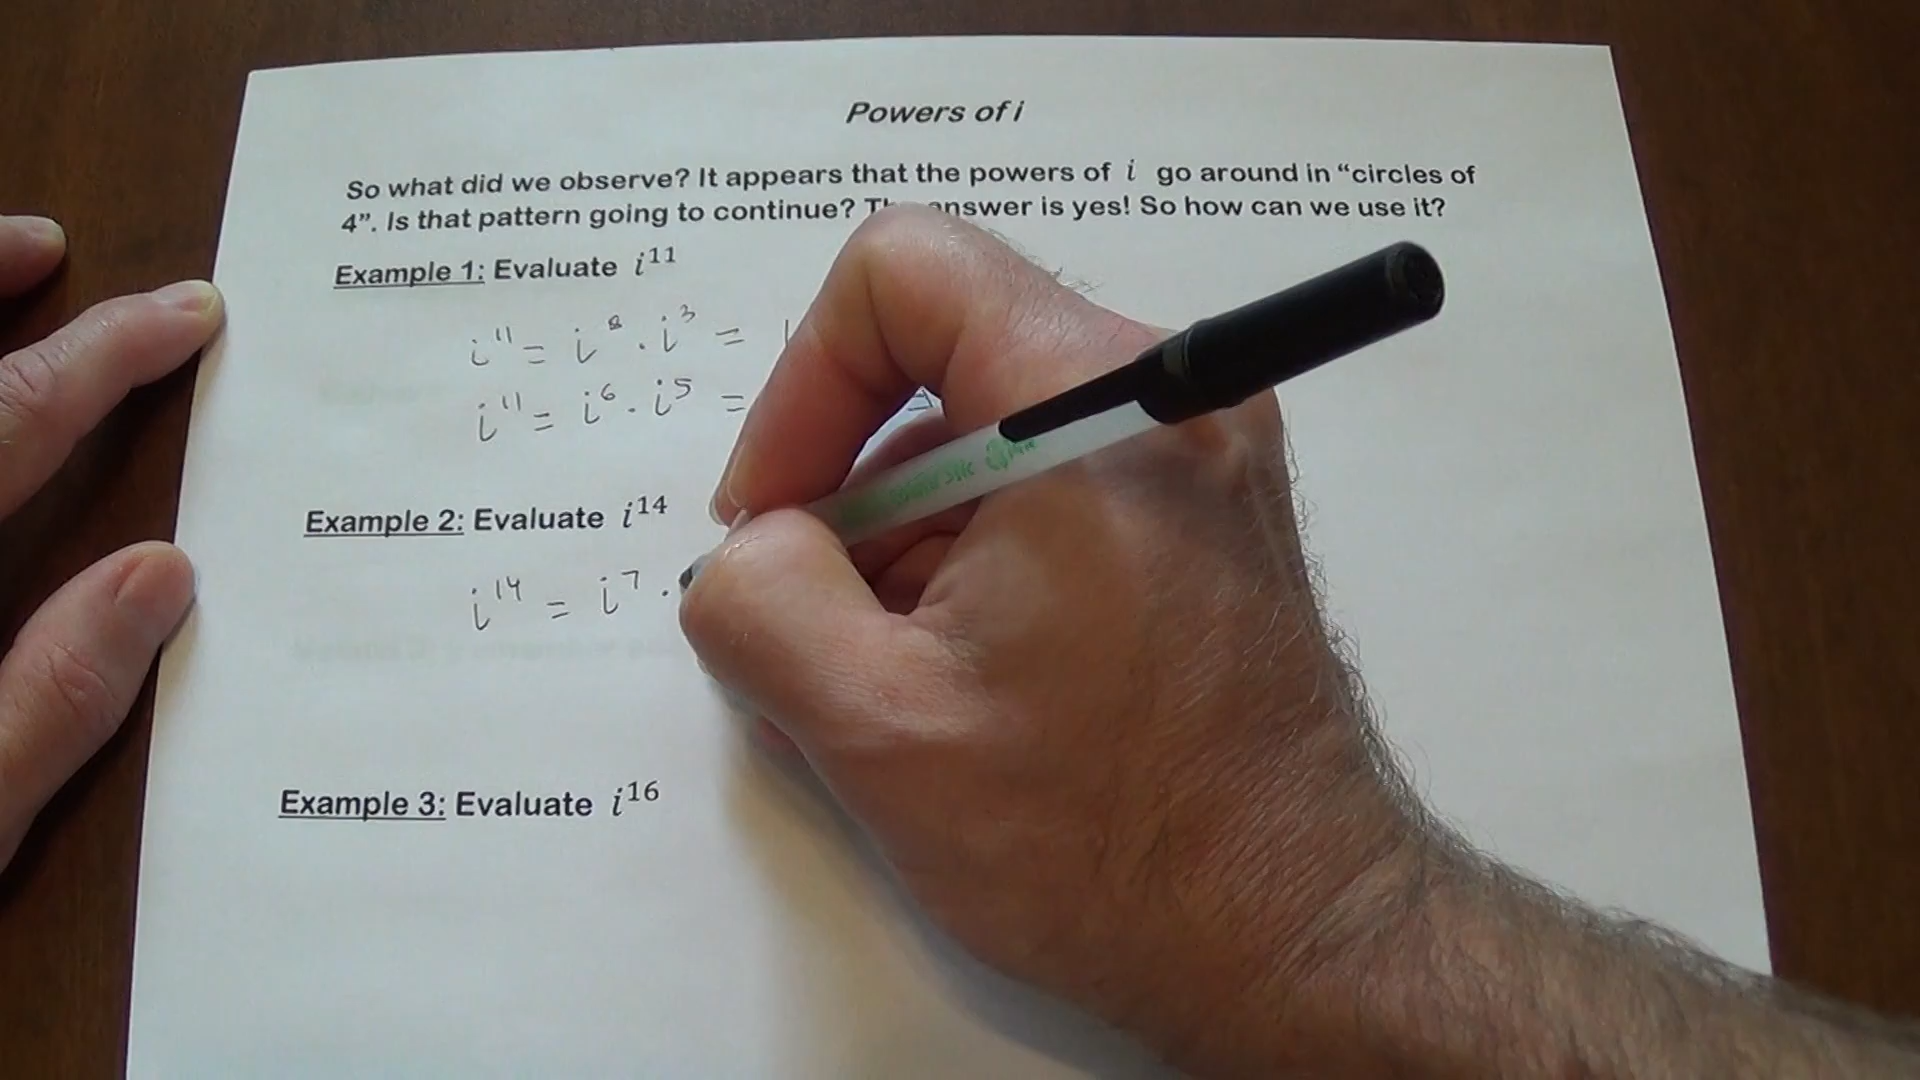 Powers of i
So what did we observe? It appears that the powers of i go around in “circles of
4”. Is that pattern going to continue? answer is yes! So how can we use it?
Example 1: Evaluate i¹¹
i¹¹ = i⁸ · i³ =
i¹¹ = i⁶ · i⁵ =
Example 2: Evaluate i¹⁴
i¹⁴ = i⁷ ·
Example 3: Evaluate i¹⁶